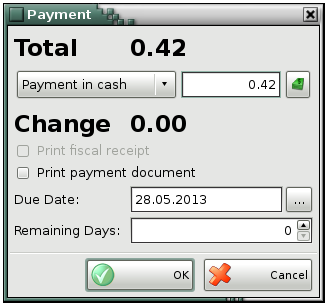 Payment
Total 0.42
Payment in cash 0.42
Change 0.00
Print fiscal receipt
Print payment document
Due Date: 28.05.2013 ...
Remaining Days: 0
OK Cancel